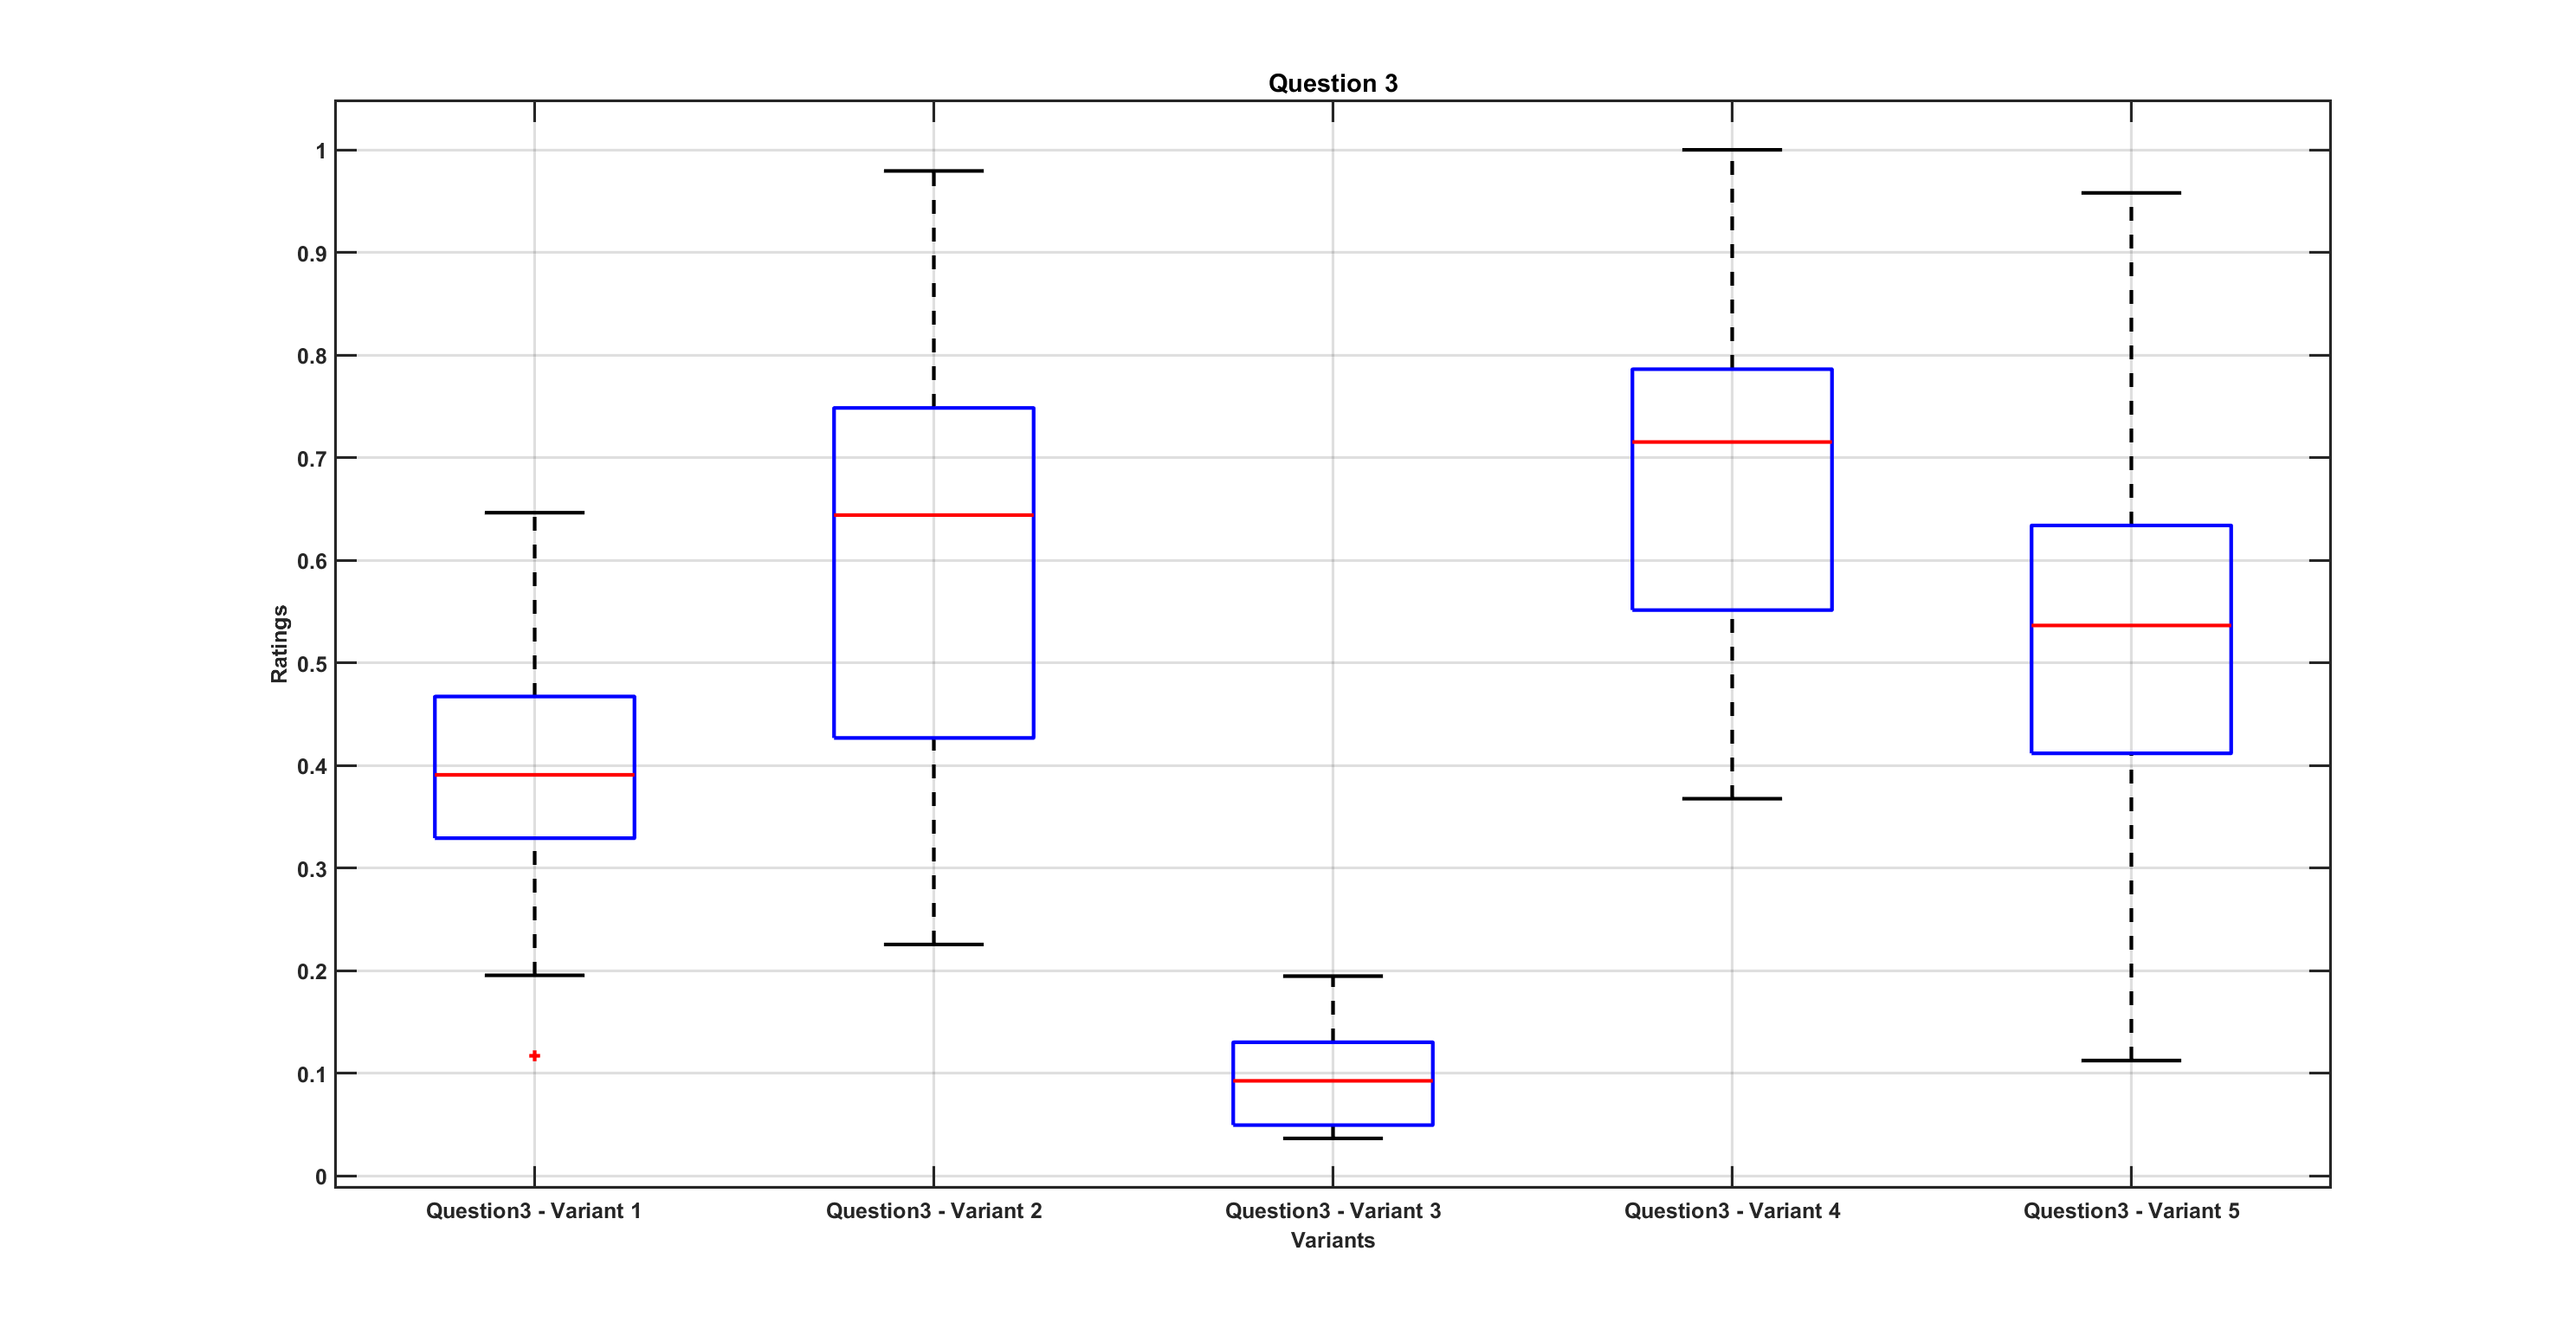 Question 3
1
0.9
0.8
0.7
0.6
0.5
0.4
0.3
0.2
0.1
0
Ratings
Question3 - Variant 1 Question3 - Variant 2 Question3 - Variant 3 Question3 - Variant 4 Question3 - Variant 5
Variants